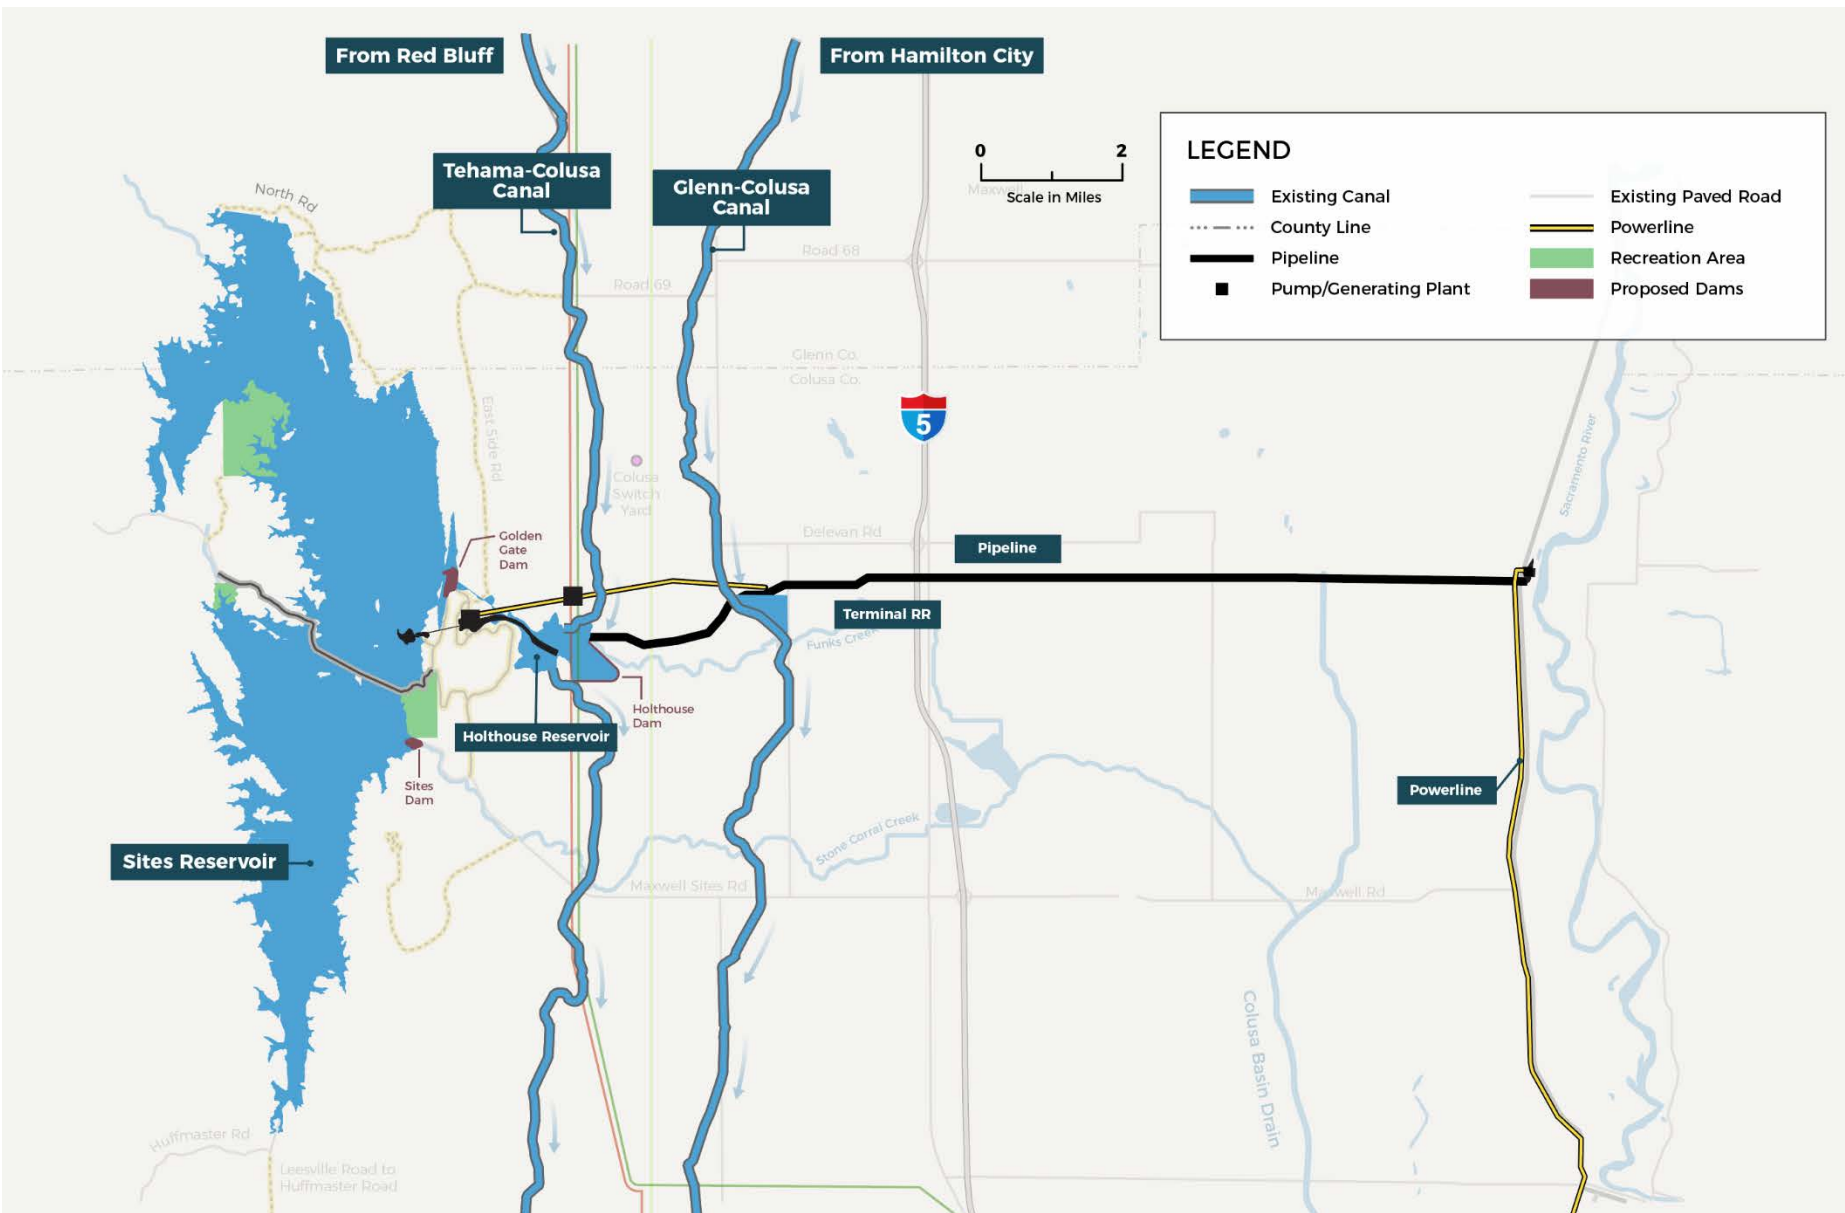 From Red Bluff
From Hamilton City
Tehama-Colusa
Canal
Glenn-Colusa
Canal
0
2
Scale in Miles
Maxwell
LEGEND
Existing Canal
County Line
Pipeline
Pump/Generating Plant
Existing Paved Road
Powerline
Recreation Area
Proposed Dams
North Rd
Road 68
Road 69
Glenn Co.
Colusa Co.
5
East Side Rd
Colusa
Switch
Yard
Sacramento River
Golden
Gate
Dam
Delevan Rd
Pipeline
Terminal RR
Funks Creek
Holthouse
Dam
Holthouse Reservoir
Sites
Dam
Powerline
Stone Corral Creek
Sites Reservoir
Maxwell Sites Rd
Maxwell Rd
Colusa Basin Drain
Huffmaster Rd
Leesville Road to
Huffmaster Road